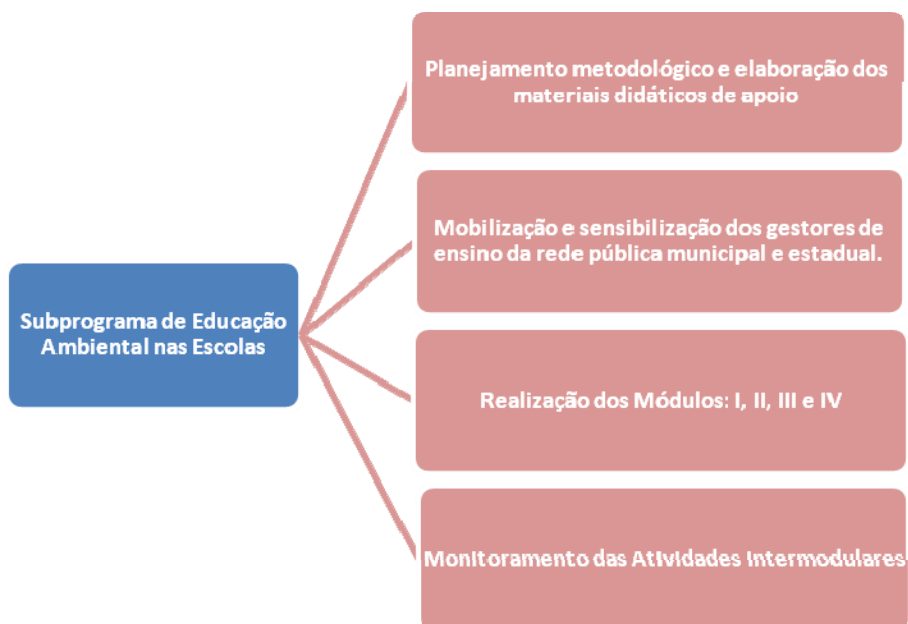 Planejamento metodológico e elaboração dos
materiais didáticos de apoio
Mobilização e sensibilização dos gestores de
ensino da rede pública municipal e estadual.
Subprograma de Educação
Ambiental nas Escolas
Realização dos Módulos: I, II, III e IV
Monitoramento das Atividades Intermodulares